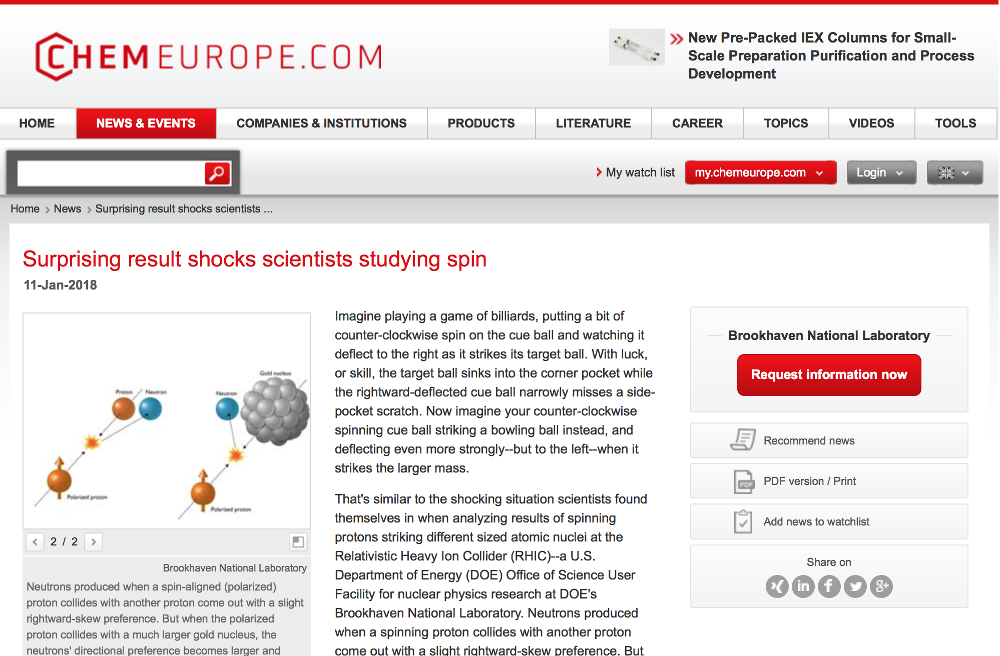 CHEMEUROPE.COM
New Pre-Packed IEX Columns for Small-
Scale Preparation Purification and Process
Development
HOME
NEWS & EVENTS
COMPANIES & INSTITUTIONS
PRODUCTS
LITERATURE
CAREER
TOPICS
VIDEOS
TOOLS
My watch list
my.chemeurope.com
Login
Home
News
Surprising result shocks scientists ...
Surprising result shocks scientists studying spin
11-Jan-2018
Proton
Neutron
Polarized proton
Gold nucleus
Neutron
Polarized proton
2 / 2
Brookhaven National Laboratory
Neutrons produced when a spin-aligned (polarized)
proton collides with another proton come out with a slight
rightward-skew preference. But when the polarized
proton collides with a much larger gold nucleus, the
neutrons' directional preference becomes larger and
Imagine playing a game of billiards, putting a bit of
counter-clockwise spin on the cue ball and watching it
deflect to the right as it strikes its target ball. With luck,
or skill, the target ball sinks into the corner pocket while
the rightward-deflected cue ball narrowly misses a side-
pocket scratch. Now imagine your counter-clockwise
spinning cue ball striking a bowling ball instead, and
deflecting even more strongly--but to the left--when it
strikes the larger mass.
That's similar to the shocking situation scientists found
themselves in when analyzing results of spinning
protons striking different sized atomic nuclei at the
Relativistic Heavy Ion Collider (RHIC)--a U.S.
Department of Energy (DOE) Office of Science User
Facility for nuclear physics research at DOE's
Brookhaven National Laboratory. Neutrons produced
when a spinning proton collides with another proton
come out with a slight rightward-skew preference. But
Brookhaven National Laboratory
Request information now
Recommend news
PDF
PDF version / Print
Add news to watchlist
Share on
in
f
g+